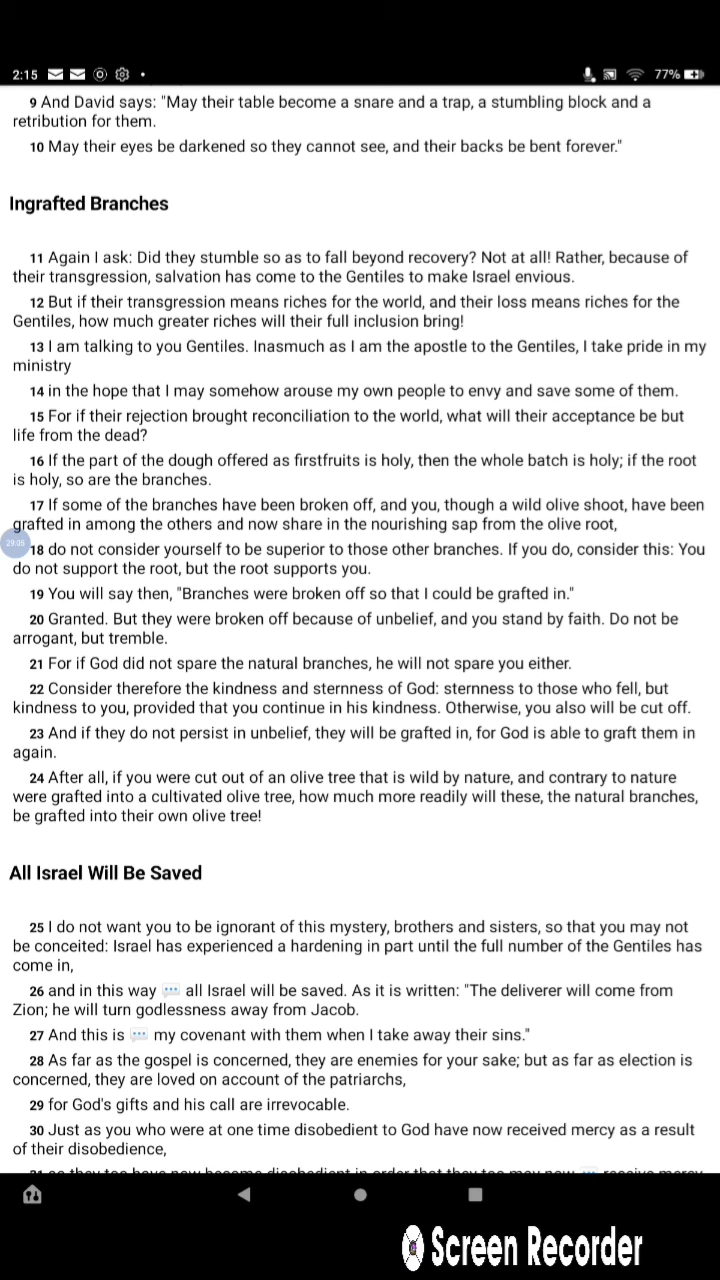 2:15
77%
9 And David says: "May their table become a snare and a trap, a stumbling block and a
retribution for them.
10 May their eyes be darkened so they cannot see, and their backs be bent forever."
Ingrafted Branches
11 Again I ask: Did they stumble so as to fall beyond recovery? Not at all! Rather, because of
their transgression, salvation has come to the Gentiles to make Israel envious.
12 But if their transgression means riches for the world, and their loss means riches for the
Gentiles, how much greater riches will their full inclusion bring!
13 I am talking to you Gentiles. Inasmuch as I am the apostle to the Gentiles, I take pride in my
ministry
14 in the hope that I may somehow arouse my own people to envy and save some of them.
15 For if their rejection brought reconciliation to the world, what will their acceptance be but
life from the dead?
16 If the part of the dough offered as firstfruits is holy, then the whole batch is holy; if the root
is holy, so are the branches.
17 If some of the branches have been broken off, and you, though a wild olive shoot, have been
grafted in among the others and now share in the nourishing sap from the olive root,
29:05
18 do not consider yourself to be superior to those other branches. If you do, consider this: You
do not support the root, but the root supports you.
19 You will say then, "Branches were broken off so that I could be grafted in."
20 Granted. But they were broken off because of unbelief, and you stand by faith. Do not be
arrogant, but tremble.
21 For if God did not spare the natural branches, he will not spare you either.
22 Consider therefore the kindness and sternness of God: sternness to those who fell, but
kindness to you, provided that you continue in his kindness. Otherwise, you also will be cut off.
23 And if they do not persist in unbelief, they will be grafted in, for God is able to graft them in
again.
24 After all, if you were cut out of an olive tree that is wild by nature, and contrary to nature
were grafted into a cultivated olive tree, how much more readily will these, the natural branches,
be grafted into their own olive tree!
All Israel Will Be Saved
25 I do not want you to be ignorant of this mystery, brothers and sisters, so that you may not
be conceited: Israel has experienced a hardening in part until the full number of the Gentiles has
come in,
26 and in this way all Israel will be saved. As it is written: "The deliverer will come from
Zion; he will turn godlessness away from Jacob.
27 And this is my covenant with them when I take away their sins."
28 As far as the gospel is concerned, they are enemies for your sake; but as far as election is
concerned, they are loved on account of the patriarchs,
29 for God's gifts and his call are irrevocable.
30 Just as you who were at one time disobedient to God have now received mercy as a result
of their disobedience,
Screen Recorder